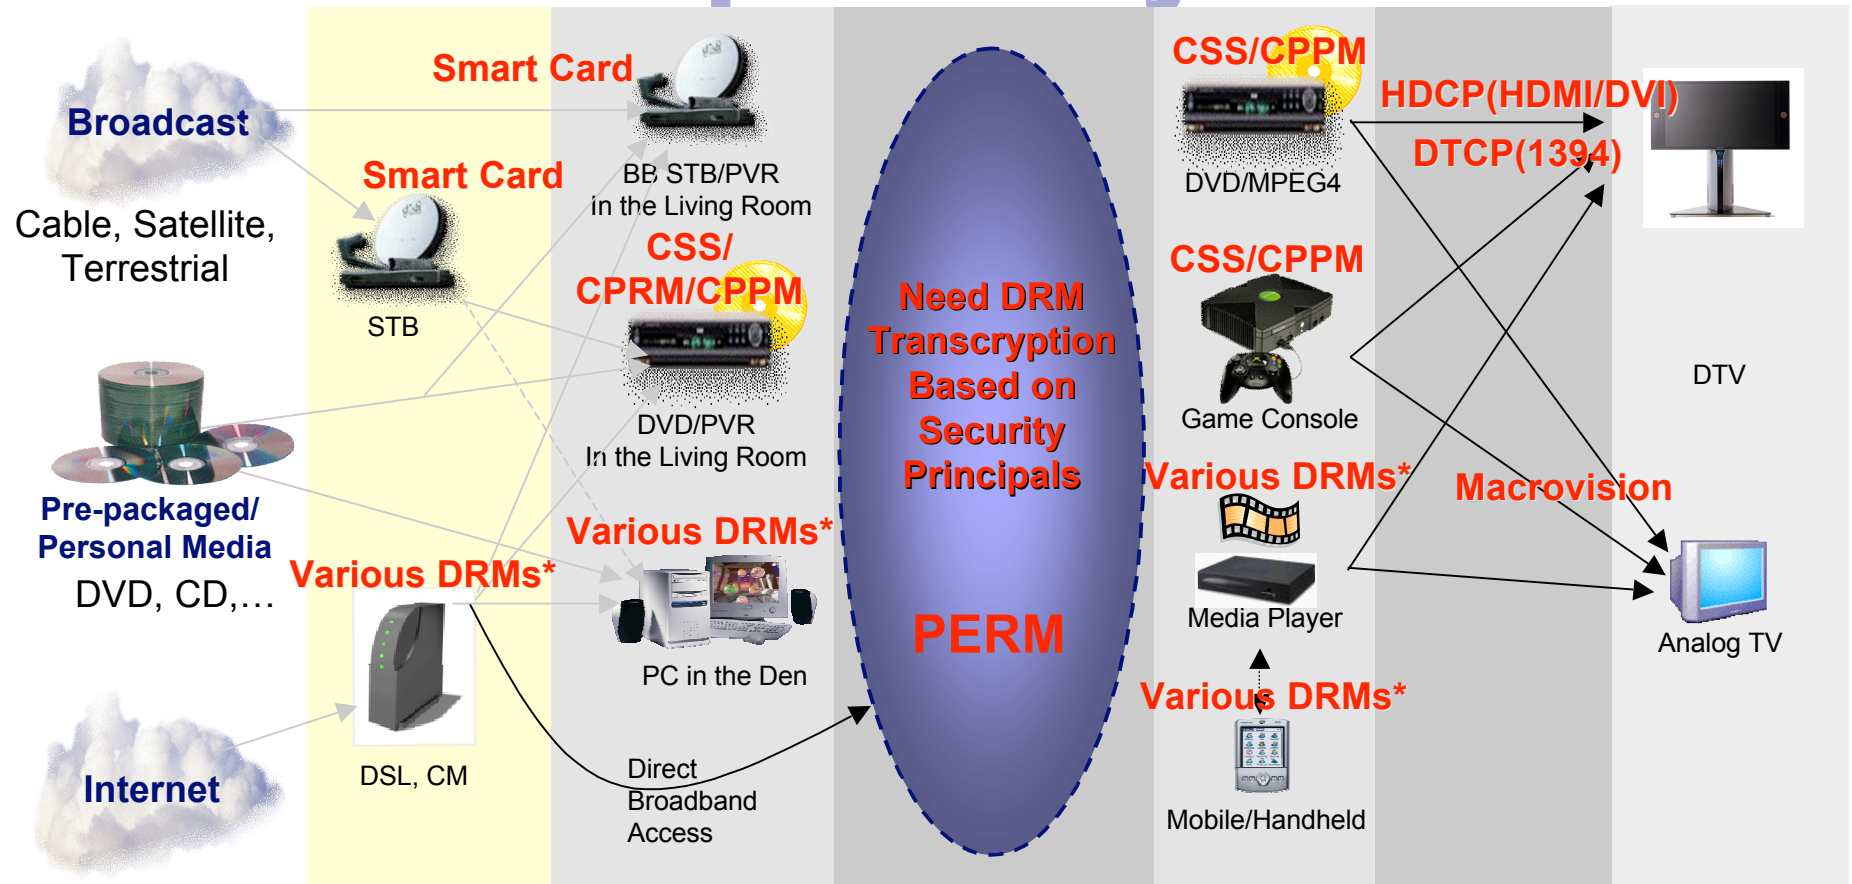 Broadcast
Cable, Satellite,
Terrestrial
Pre-packaged/
Personal Media
DVD, CD,...
Internet
Smart Card
STB
Various DRMs*
DSL, CM
Smart Card
BB STB/PVR
in the Living Room
CSS/
CPRM/CPPM
DVD/PVR
In the Living Room
Various DRMs*
PC in the Den
Direct
Broadband
Access
Need DRM
Transcryption
Based on
Security
Principals
PERM
CSS/CPPM
DVD/MPEG4
CSS/CPPM
Game Console
Various DRMs*
Media Player
Various DRMs*
Mobile/Handheld
HDCP(HDMI/DVI)
DTCP(1394)
Macrovision
DTV
Analog TV